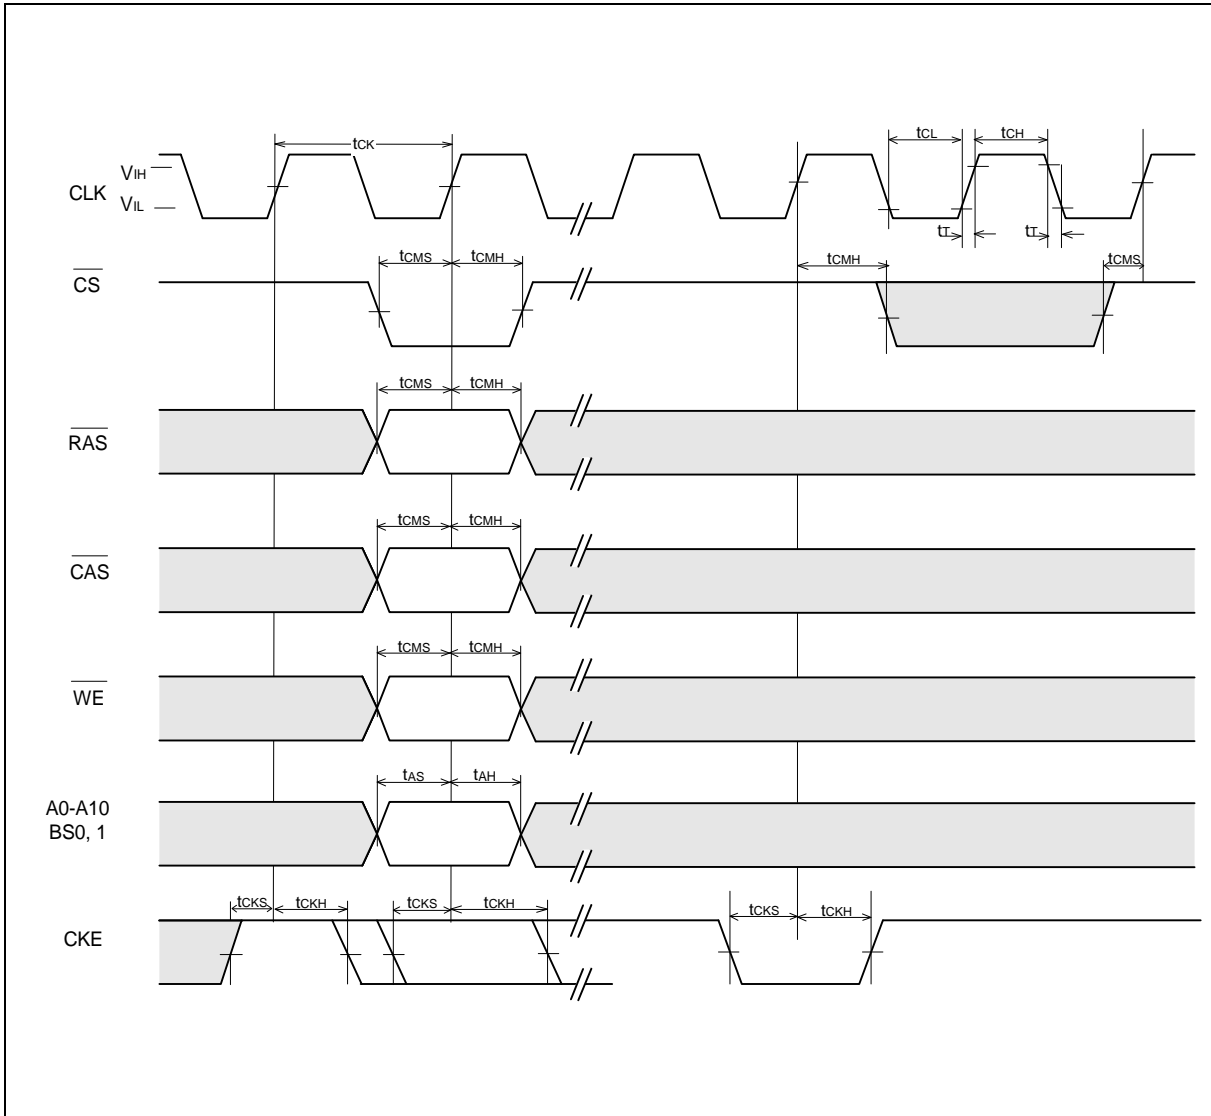 tCK
tCL tCH
VIH
CLK
VIL
tT tT
tCMS tCMH tCMH tCMS
CS
tCMS tCMH
RAS
tCMS tCMH
CAS
tCMS tCMH
WE
tAS tAH
A0-A10
BS0, 1
tCKS tCKH tCKS tCKH tCKS tCKH
CKE